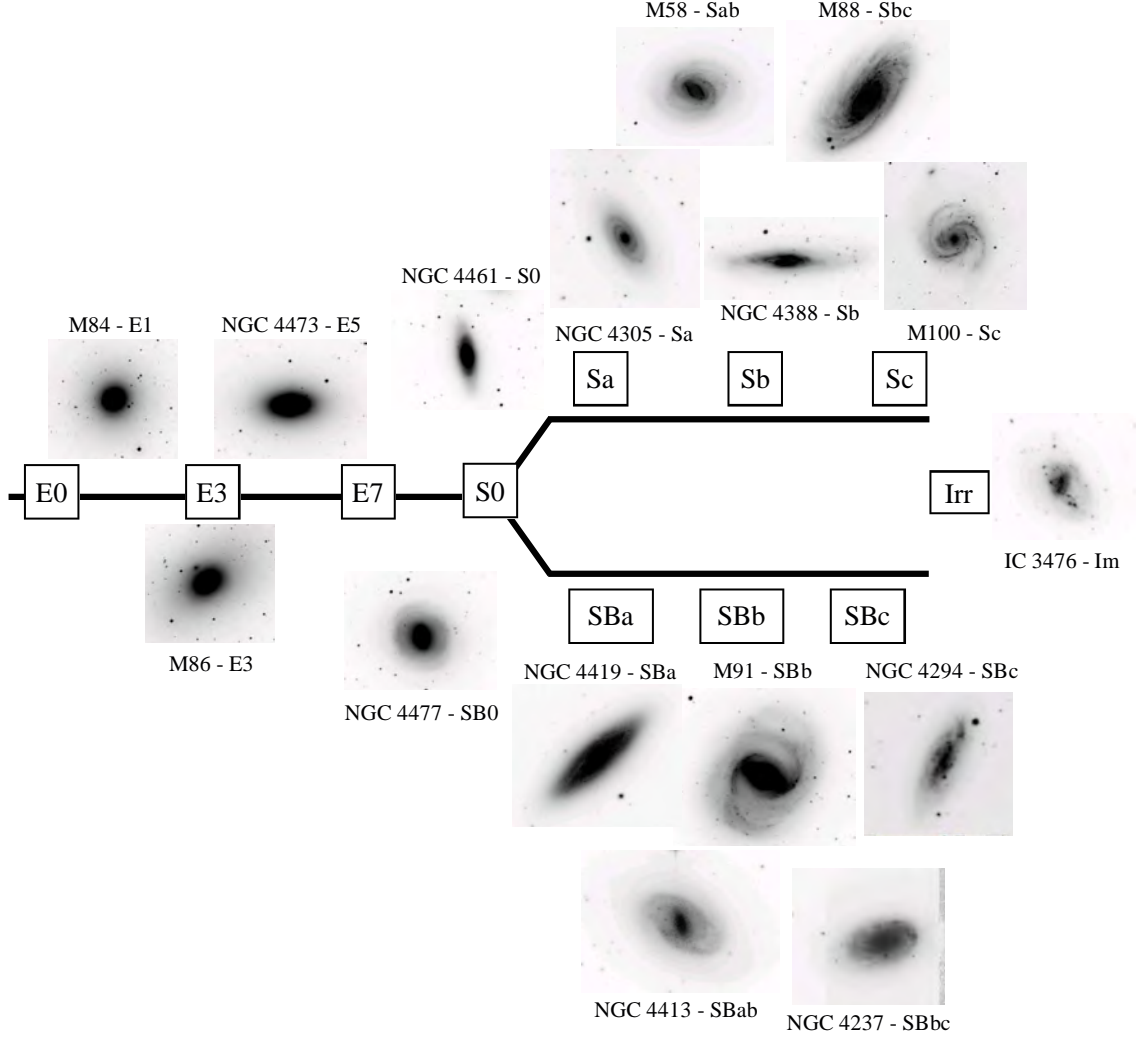 M58 - Sab
M88 - Sbc
NGC 4461 - S0
NGC 4388 - Sb
M84 - E1
NGC 4473 - E5
NGC 4305 - Sa
M100 - Sc
Sa
Sb
Sc
E0
E3
E7
S0
Irr
IC 3476 - Im
SBa
SBb
SBc
M86 - E3
NGC 4419 - SBa
M91 - SBb
NGC 4294 - SBc
NGC 4477 - SB0
NGC 4413 - SBab
NGC 4237 - SBbc